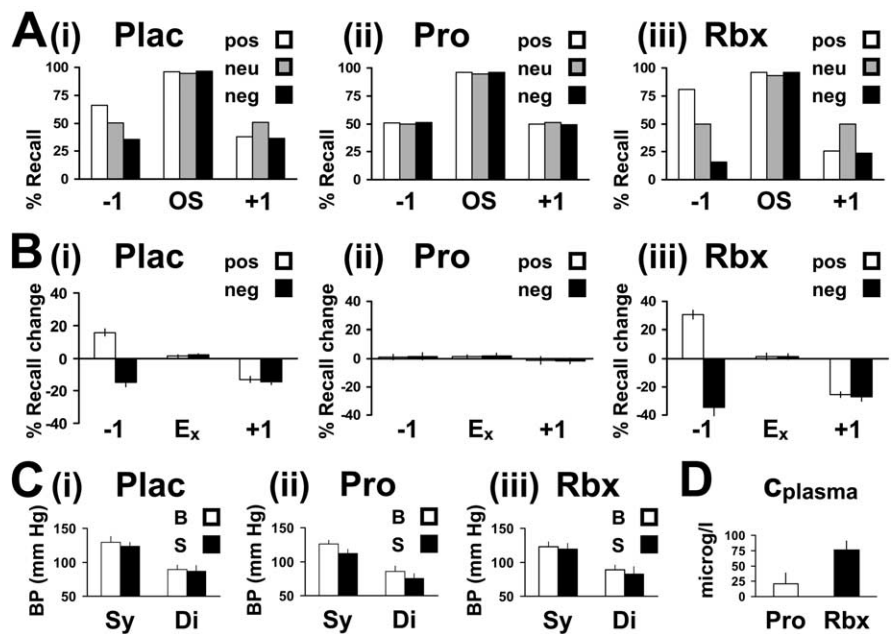 A (i) Plac (ii) Pro (iii) Rbx
pos pos pos
neu neu neu
neg neg neg
% Recall
100
75
50
25
0
-1 OS +1
% Recall
100
75
50
25
0
-1 OS +1
% Recall
100
75
50
25
0
-1 OS +1
B (i) Plac (ii) Pro (iii) Rbx
pos pos pos
neg neg neg
% Recall change
40
20
0
-20
-40
-1 Ex +1
% Recall change
40
20
0
-20
-40
-1 Ex +1
% Recall change
40
20
0
-20
-40
-1 Ex +1
C (i) Plac (ii) Pro (iii) Rbx D cplasma
BP (mm Hg)
150
100
50
B
S
Sy Di
BP (mm Hg)
150
100
50
B
S
Sy Di
BP (mm Hg)
150
100
50
B
S
Sy Di
microg/l
100
75
50
25
0
Pro Rbx